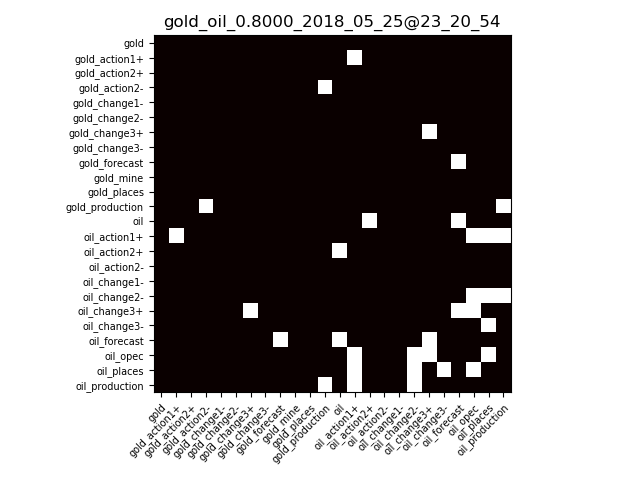 gold_oil_0.8000_2018_05_25@23_20_54
gold
gold_action1+
gold_action2+
gold_action2-
gold_change1-
gold_change2-
gold_change3+
gold_change3-
gold_forecast
gold_mine
gold_places
gold_production
oil
oil_action1+
oil_action2+
oil_action2-
oil_change1-
oil_change2-
oil_change3+
oil_change3-
oil_forecast
oil_opec
oil_places
oil_production
gold
gold_action1+
gold_action2+
gold_action2-
gold_change1-
gold_change2-
gold_change3+
gold_change3-
gold_forecast
gold_mine
gold_places
gold_production
oil
oil_action1+
oil_action2+
oil_action2-
oil_change1-
oil_change2-
oil_change3+
oil_change3-
oil_forecast
oil_opec
oil_places
oil_production